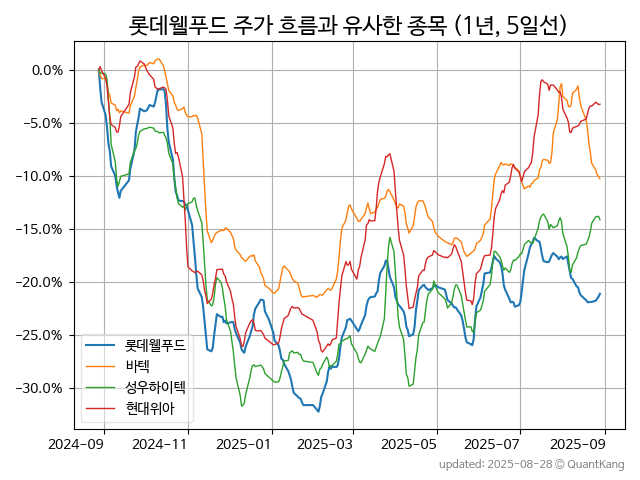 롯데웰푸드 주가 흐름과 유사한 종목 (1년, 5일선)
0.0%
−5.0%
−10.0%
−15.0%
−20.0%
−25.0%
−30.0%
롯데웰푸드
바텍
성우하이텍
현대위아
2024-09 2024-11 2025-01 2025-03 2025-05 2025-07 2025-09
updated: 2025-08-28 ⓒ QuantKang